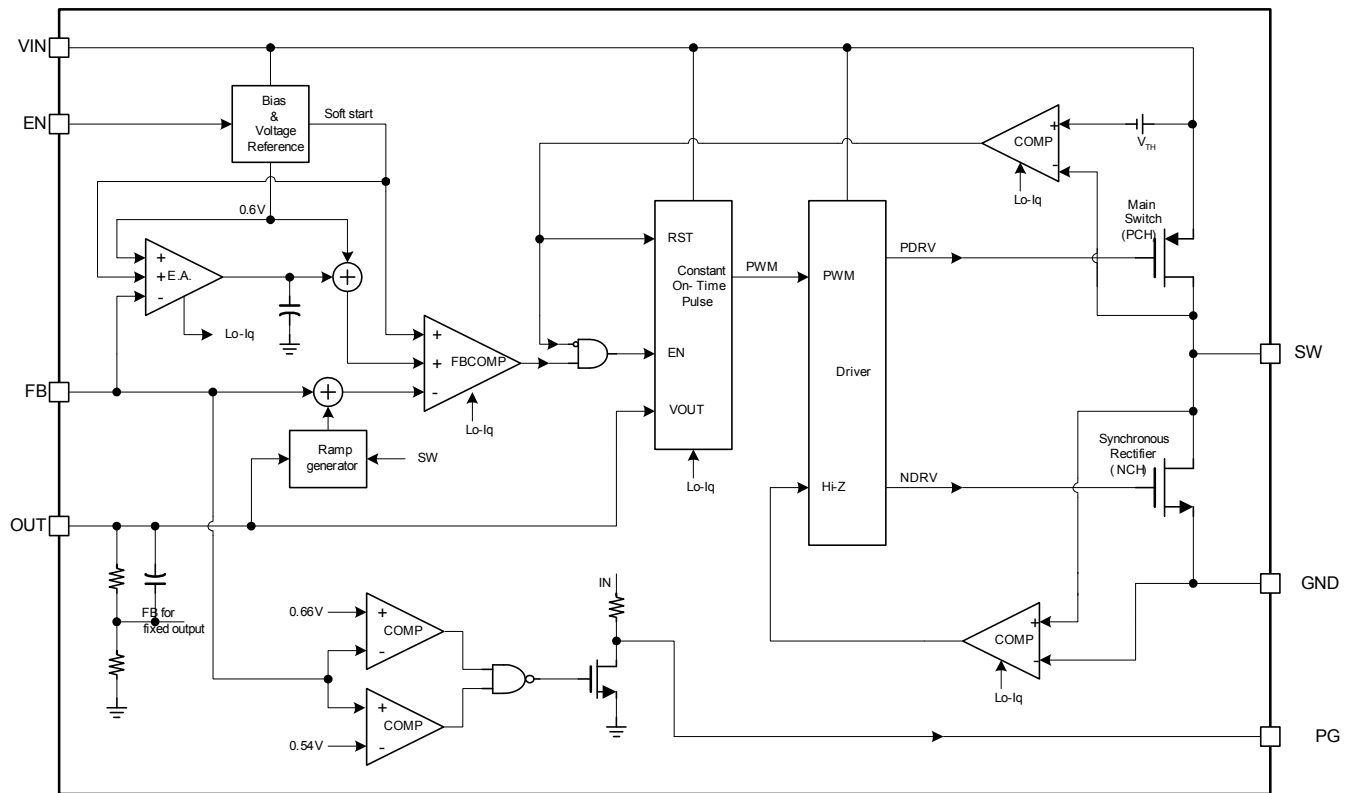 VIN
EN
Bias
&
Voltage
Reference
Soft start
0.6V
+
+
-
E.A.
+
Lo-Iq
FB
+
+
+
-
FBCOMP
Lo-Iq
Ramp
generator
SW
OUT
FB for
fixed output
RST
Constant
On- Time
Pulse
EN
VOUT
Lo-Iq
PWM
PWM
Driver
Hi-Z
PDRV
NDRV
COMP
+
-
Lo-Iq
VTH
Main
Switch
(PCH)
SW
Synchronous
Rectifier
(NCH)
GND
COMP
+
-
Lo-Iq
0.66V
+
-
COMP
+
-
COMP
0.54V
IN
PG